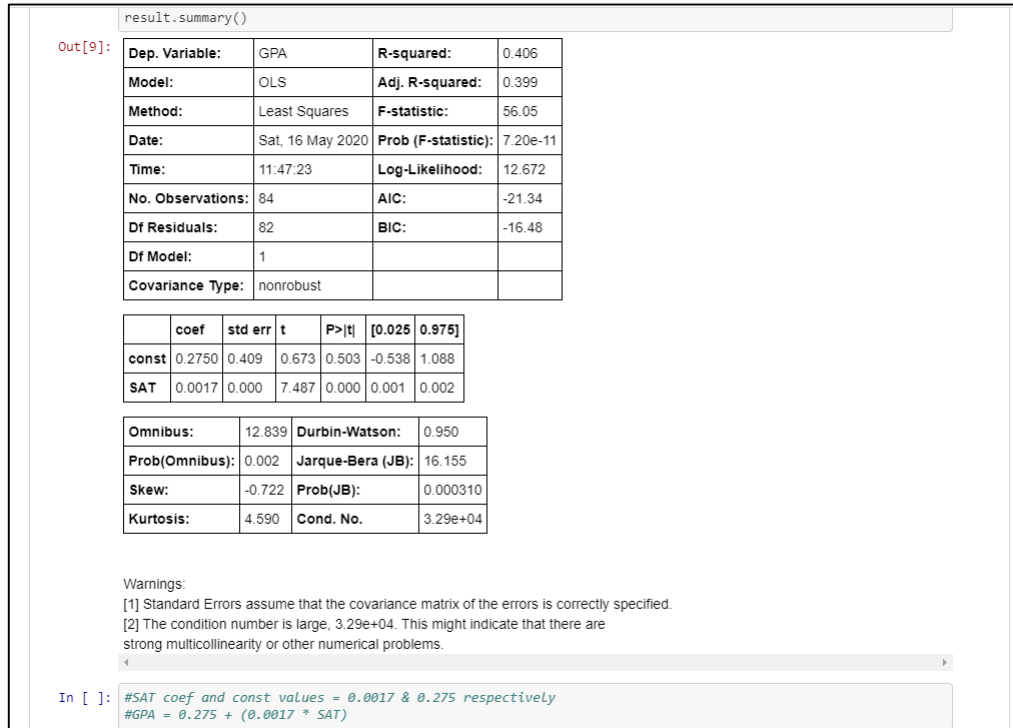 result.summary()
Out[9]:
Dep. Variable: GPA R-squared: 0.406
Model: OLS Adj. R-squared: 0.399
Method: Least Squares F-statistic: 56.05
Date: Sat, 16 May 2020 Prob (F-statistic): 7.20e-11
Time: 11:47:23 Log-Likelihood: 12.672
No. Observations: 84 AIC: -21.34
Df Residuals: 82 BIC: -16.48
Df Model: 1
Covariance Type: nonrobust
coef std err t P>|t| [0.025 0.975]
const 0.2750 0.409 0.673 0.503 -0.538 1.088
SAT 0.0017 0.000 7.487 0.000 0.001 0.002
Omnibus: 12.839 Durbin-Watson: 0.950
Prob(Omnibus): 0.002 Jarque-Bera (JB): 16.155
Skew: -0.722 Prob(JB): 0.000310
Kurtosis: 4.590 Cond. No. 3.29e+04
Warnings:
[1] Standard Errors assume that the covariance matrix of the errors is correctly specified.
[2] The condition number is large, 3.29e+04. This might indicate that there are
strong multicollinearity or other numerical problems.
In [ ]: #SAT coef and const values = 0.0017 & 0.275 respectively
#GPA = 0.275 + (0.0017 * SAT)